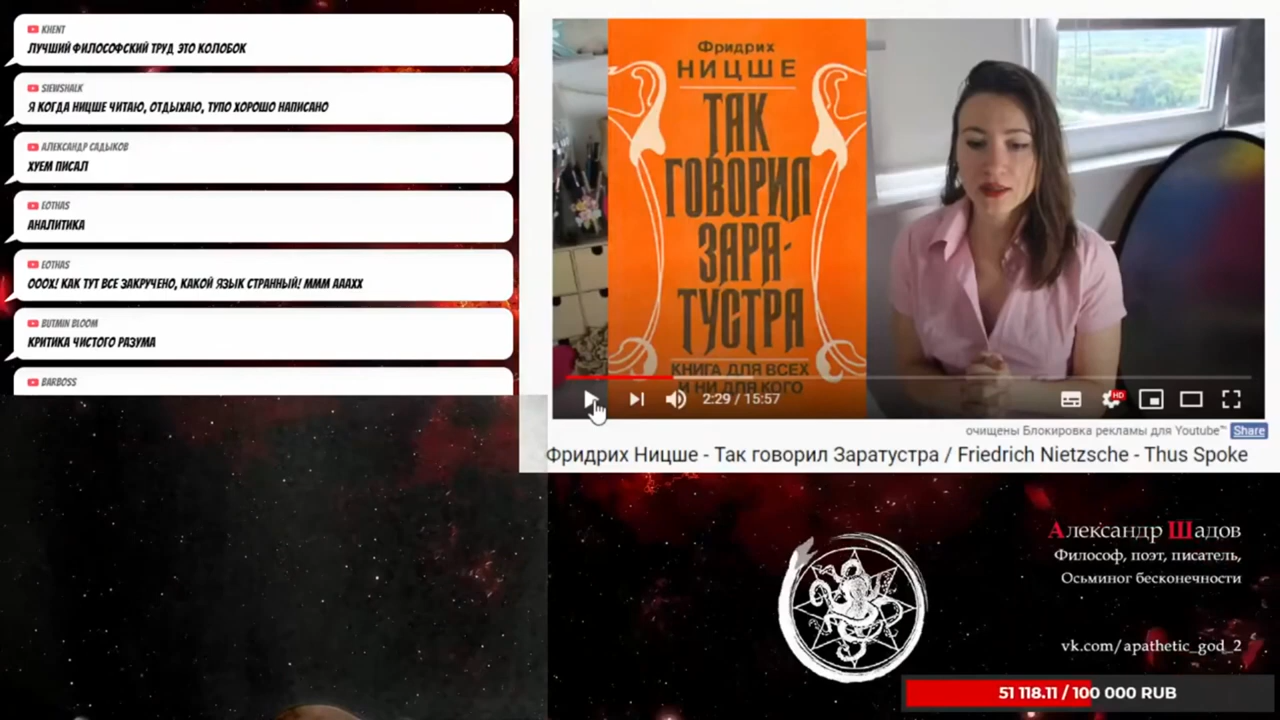 KHENT
ЛУЧШИЙ ФИЛОСОФСКИЙ ТРУД ЭТО КОЛОБОК
SIEWSHALK
Я КОГДА НИЦШЕ ЧИТАЮ, ОТДЫХАЮ, ТУПО ХОРОШО НАПИСАНО
АЛЕКСАНДР САДЫКОВ
ХУЕМ ПИСАЛ
EOTHAS
АНАЛИТИКА
EOTHAS
ОООХ! КАК ТУТ ВСЕ ЗАКРУЧЕНО, КАКОЙ ЯЗЫК СТРАННЫЙ! МММ АААХХ
BUTMIN BLOOM
КРИТИКА ЧИСТОГО РАЗУМА
BARBOSS
Фридрих
НИЦШЕ
ТАК
ГОВОРИЛ
ЗАРА-
ТУСТРА
КНИГА ДЛЯ ВСЕХ
И НИ ДЛЯ КОГО
2:29 / 15:57
HD
очищены Блокировка рекламы для Youtube™ Share
Фридрих Ницше - Так говорил Заратустра / Friedrich Nietzsche - Thus Spoke
Александр Шадов
Философ, поэт, писатель,
Осьминог бесконечности
vk.com/apathetic_god_2
51 118.11 / 100 000 RUB